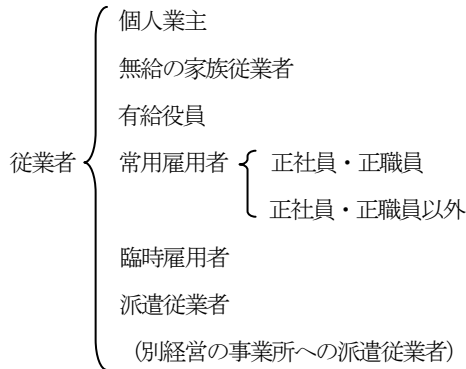 個人業主
無給の家族従業者
有給役員
従業者 常用雇用者 正社員・正職員
正社員・正職員以外
臨時雇用者
派遣従業者
（別経営の事業所への派遣従業者）